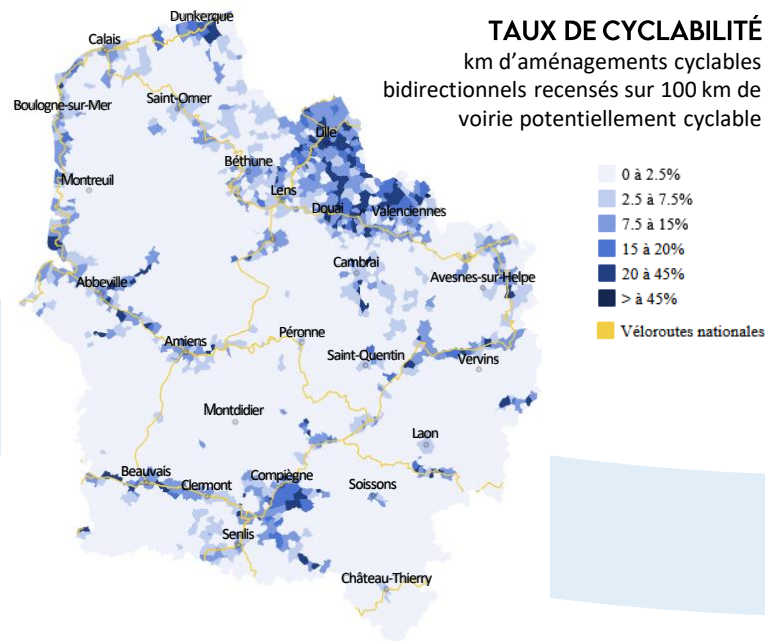 TAUX DE CYCLABILITÉ
km d'aménagements cyclables
bidirectionnels recensés sur 100 km de
voirie potentiellement cyclable
0 à 2.5%
2.5 à 7.5%
7.5 à 15%
15 à 20%
20 à 45%
> à 45%
Véloroutes nationales
Dunkerque
Calais
Boulogne-sur-Mer
Saint-Omer
Lille
Béthune
Montreuil
Lens
Douai
Valenciennes
Cambrai
Avesnes-sur-Helpe
Abbeville
Amiens
Péronne
Saint-Quentin
Vervins
Montdidier
Laon
Beauvais
Clermont
Compiègne
Soissons
Senlis
Château-Thierry